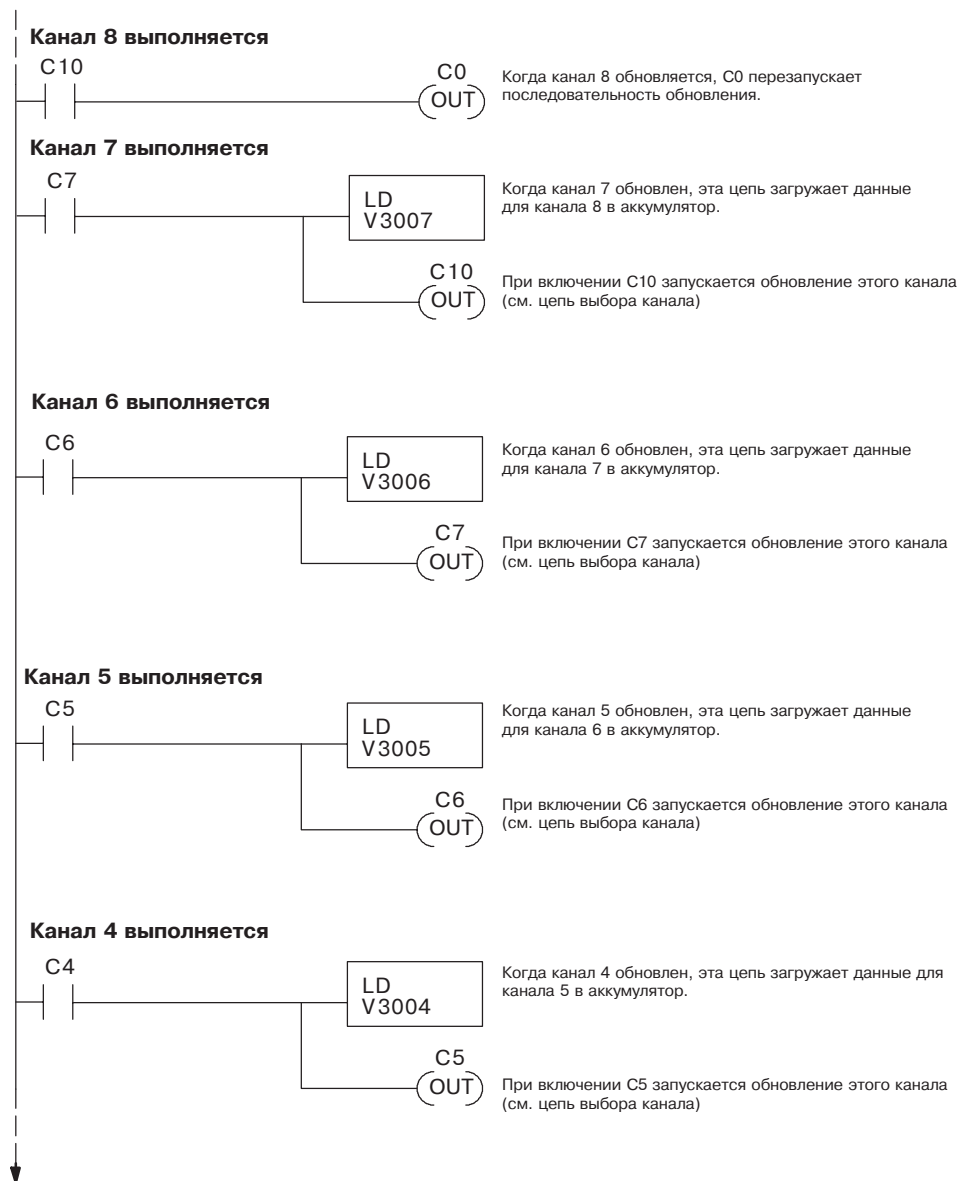 Канал 8 выполняется
C10
C0
OUT
Когда канал 8 обновляется, C0 перезапускает
последовательность обновления.
Канал 7 выполняется
C7
LD
V3007
Когда канал 7 обновлен, эта цепь загружает данные
для канала 8 в аккумулятор.
C10
OUT
При включении C10 запускается обновление этого канала
(см. цепь выбора канала)
Канал 6 выполняется
C6
LD
V3006
Когда канал 6 обновлен, эта цепь загружает данные
для канала 7 в аккумулятор.
C7
OUT
При включении C7 запускается обновление этого канала
(см. цепь выбора канала)
Канал 5 выполняется
C5
LD
V3005
Когда канал 5 обновлен, эта цепь загружает данные
для канала 6 в аккумулятор.
C6
OUT
При включении C6 запускается обновление этого канала
(см. цепь выбора канала)
Канал 4 выполняется
C4
LD
V3004
Когда канал 4 обновлен, эта цепь загружает данные для
канала 5 в аккумулятор.
C5
OUT
При включении C5 запускается обновление этого канала
(см. цепь выбора канала)